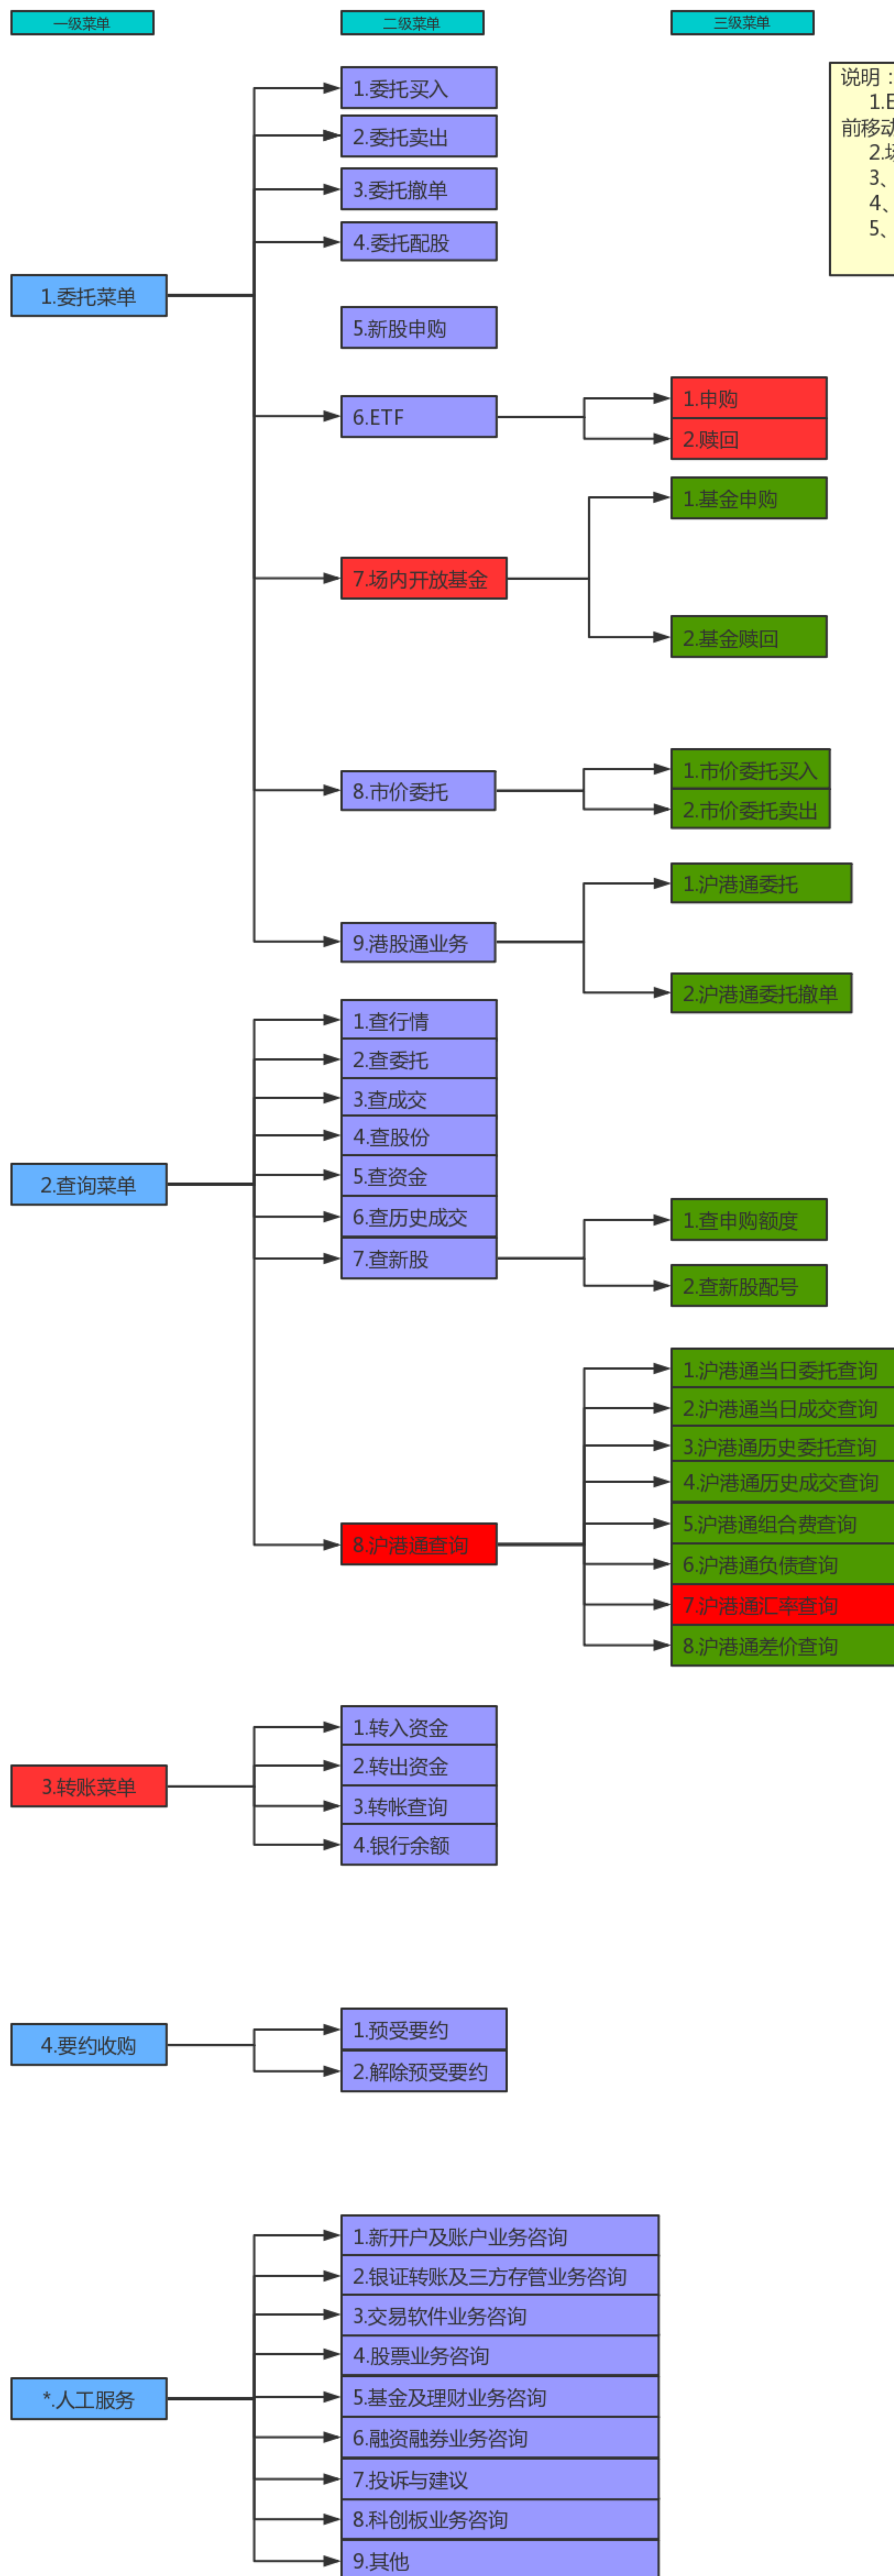 一级菜单
二级菜单
三级菜单
说明：
1.E
前移动
2.场
3、
4、
5、
1.委托菜单
1.委托买入
2.委托卖出
3.委托撤单
4.委托配股
5.新股申购
6.ETF
1.申购
2.赎回
7.场内开放基金
1.基金申购
2.基金赎回
8.市价委托
1.市价委托买入
2.市价委托卖出
9.港股通业务
1.沪港通委托
2.沪港通委托撤单
2.查询菜单
1.查行情
2.查委托
3.查成交
4.查股份
5.查资金
6.查历史成交
7.查新股
1.查申购额度
2.查新股配号
8.沪港通查询
1.沪港通当日委托查询
2.沪港通当日成交查询
3.沪港通历史委托查询
4.沪港通历史成交查询
5.沪港通组合费查询
6.沪港通负债查询
7.沪港通汇率查询
8.沪港通差价查询
3.转账菜单
1.转入资金
2.转出资金
3.转帐查询
4.银行余额
4.要约收购
1.预受要约
2.解除预受要约
*.人工服务
1.新开户及账户业务咨询
2.银证转账及三方存管业务咨询
3.交易软件业务咨询
4.股票业务咨询
5.基金及理财业务咨询
6.融资融券业务咨询
7.投诉与建议
8.科创板业务咨询
9.其他